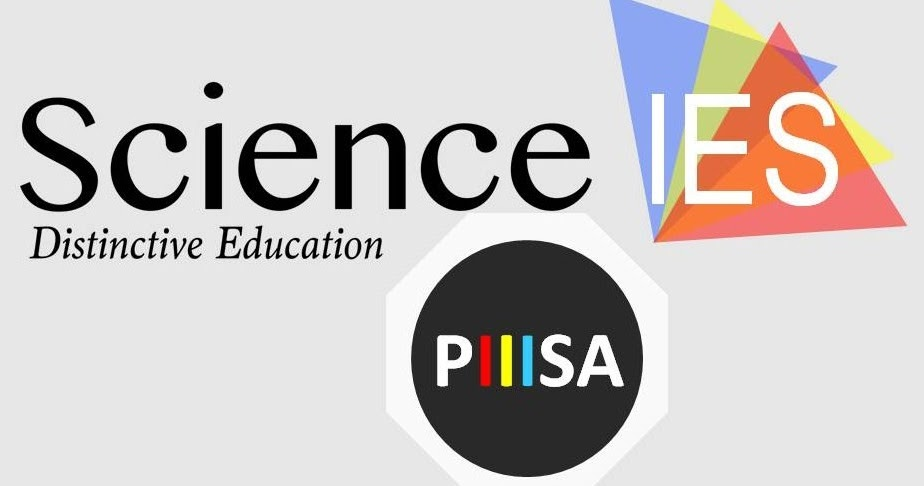 Science IES
Distinctive Education
PIIISA